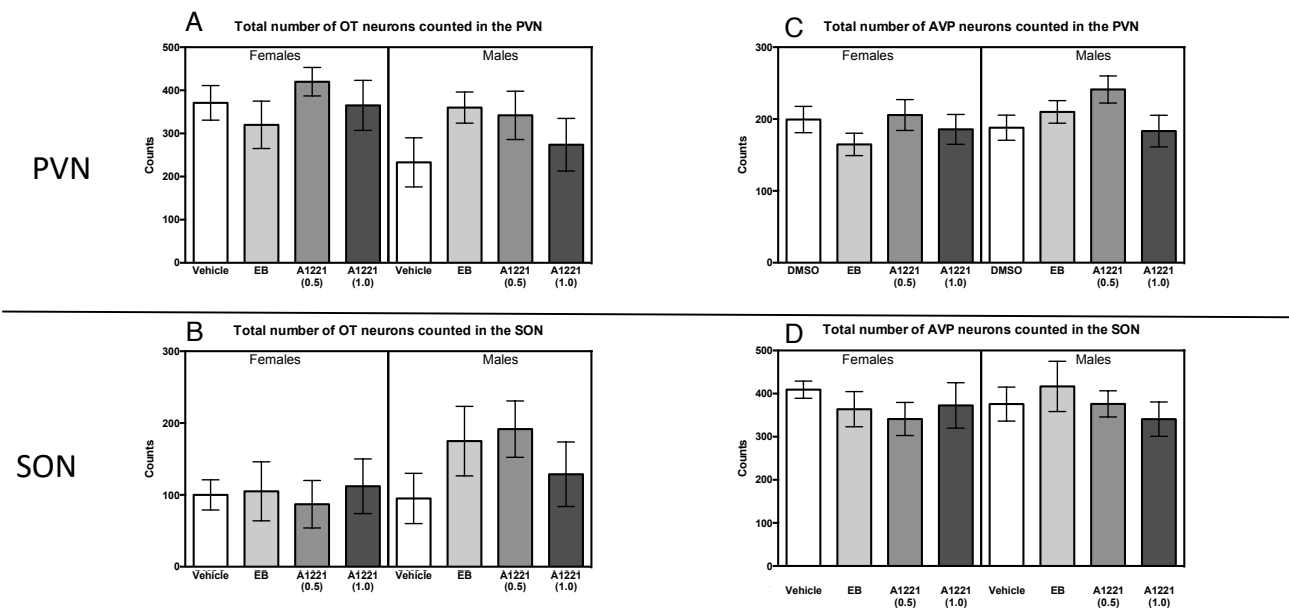 A Total number of OT neurons counted in the PVN
Females Males
500
400
300
200
100
0
Counts
Vehicle EB A1221 A1221 Vehicle EB A1221 A1221
(0.5) (1.0) (0.5) (1.0)
C Total number of AVP neurons counted in the PVN
Females Males
300
200
100
0
Counts
DMSO EB A1221 A1221 DMSO EB A1221 A1221
(0.5) (1.0) (0.5) (1.0)
PVN
B Total number of OT neurons counted in the SON
Females Males
300
200
100
0
Counts
Vehicle EB A1221 A1221 Vehicle EB A1221 A1221
(0.5) (1.0) (0.5) (1.0)
D Total number of AVP neurons counted in the SON
Females Males
500
400
300
200
100
0
Counts
Vehicle EB A1221 A1221 Vehicle EB A1221 A1221
(0.5) (1.0) (0.5) (1.0)
SON